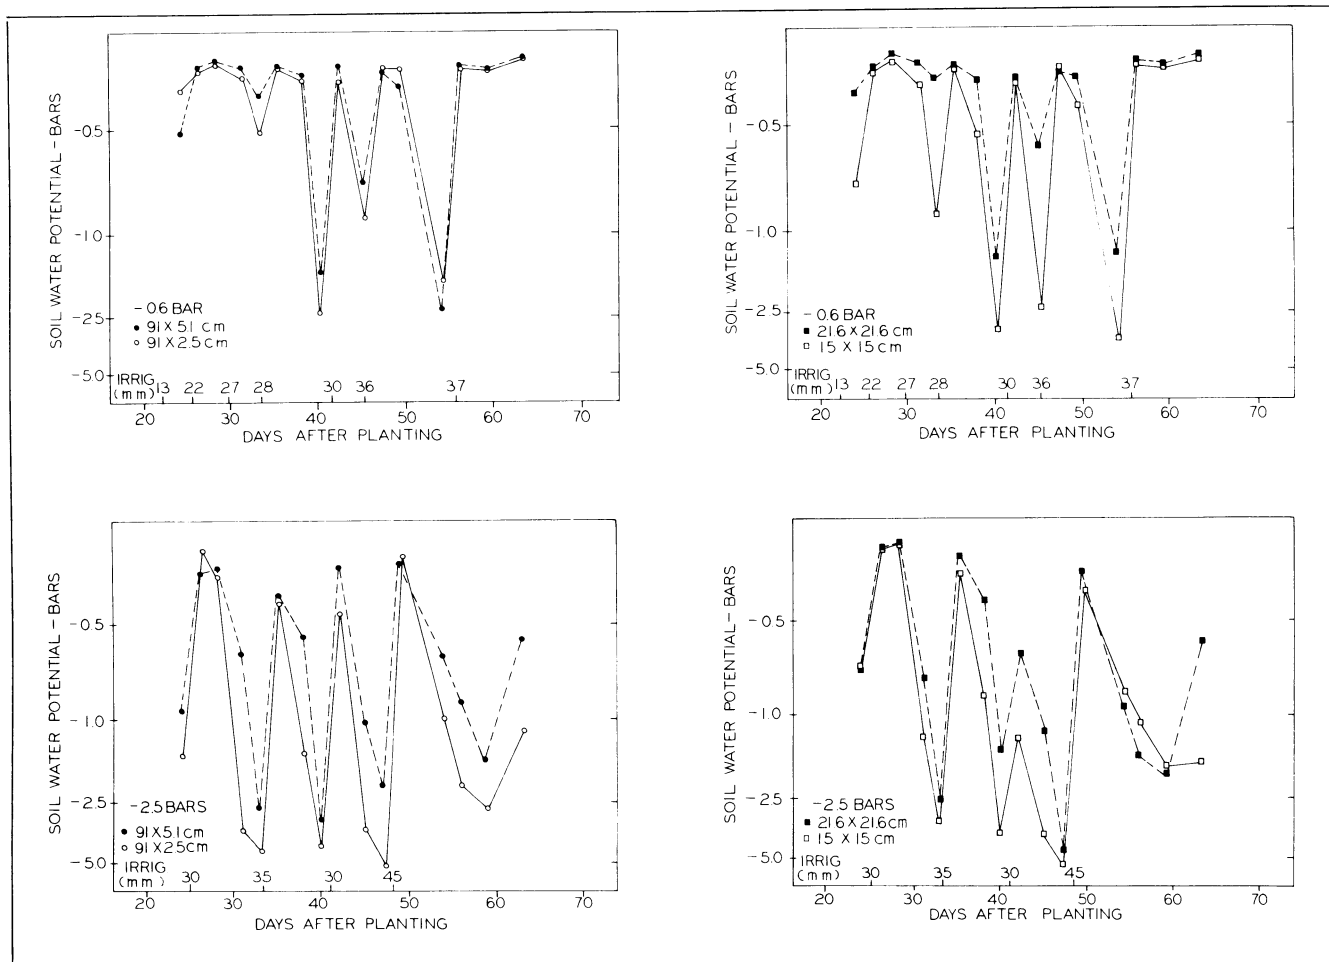 SOIL WATER POTENTIAL - BARS
-0.5
-1.0
-2.5
-5.0
- 0.6 BAR
91 X 5.1 cm
91 X 2.5 cm
IRRIG
(mm)
13 22 27 28 30 36 37
20 30 40 50 60 70
DAYS AFTER PLANTING
SOIL WATER POTENTIAL - BARS
-0.5
-1.0
-2.5
-5.0
- 0.6 BAR
21.6 X 21.6 cm
15 X 15 cm
IRRIG
(mm)
13 22 27 28 30 36 37
20 30 40 50 60 70
DAYS AFTER PLANTING
SOIL WATER POTENTIAL - BARS
-0.5
-1.0
-2.5
-5.0
- 2.5 BARS
91 X 5.1 cm
91 X 2.5 cm
IRRIG
(mm)
30 35 30 45
20 30 40 50 60 70
DAYS AFTER PLANTING
SOIL WATER POTENTIAL - BARS
-0.5
-1.0
-2.5
-5.0
- 2.5 BARS
21.6 X 21.6 cm
15 X 15 cm
IRRIG
(mm)
30 35 30 45
20 30 40 50 60 70
DAYS AFTER PLANTING